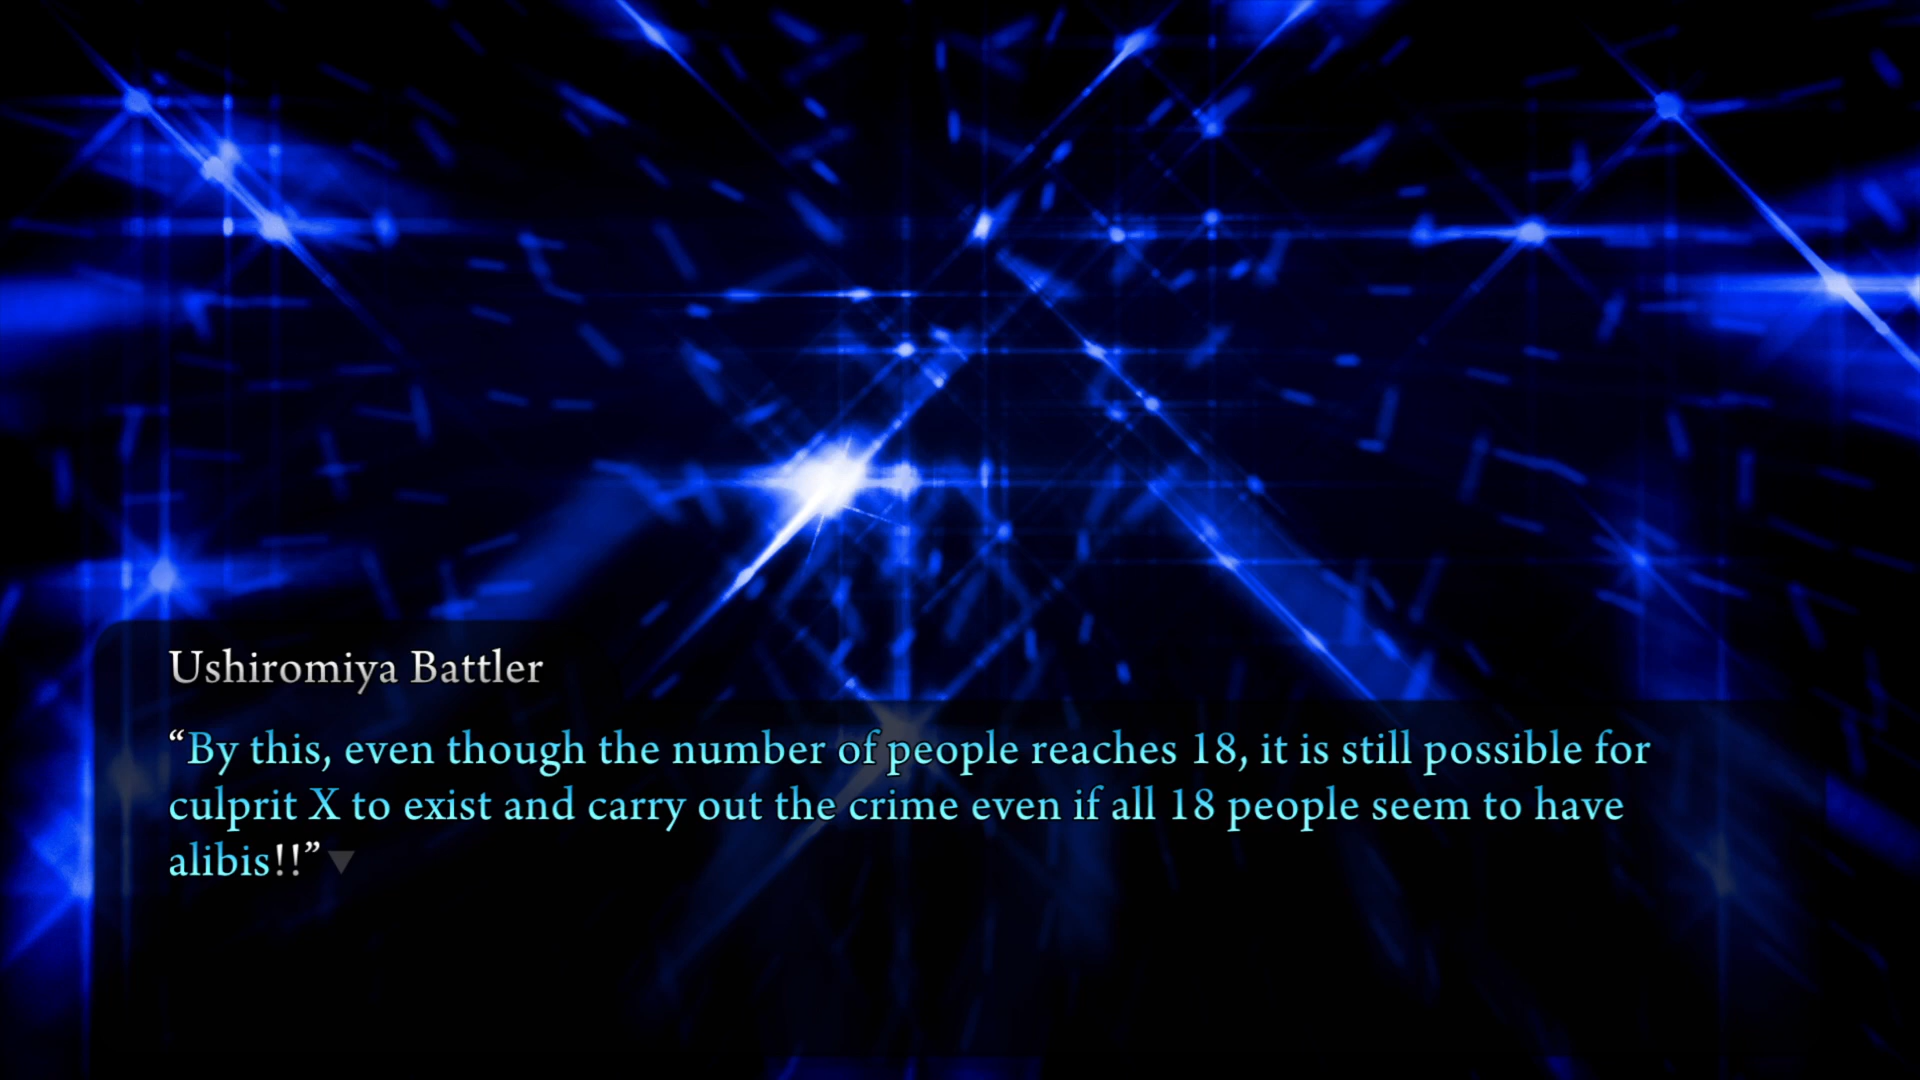 Ushiromiya Battler
“By this, even though the number of people reaches 18, it is still possible for
culprit X to exist and carry out the crime even if all 18 people seem to have
alibis!!”